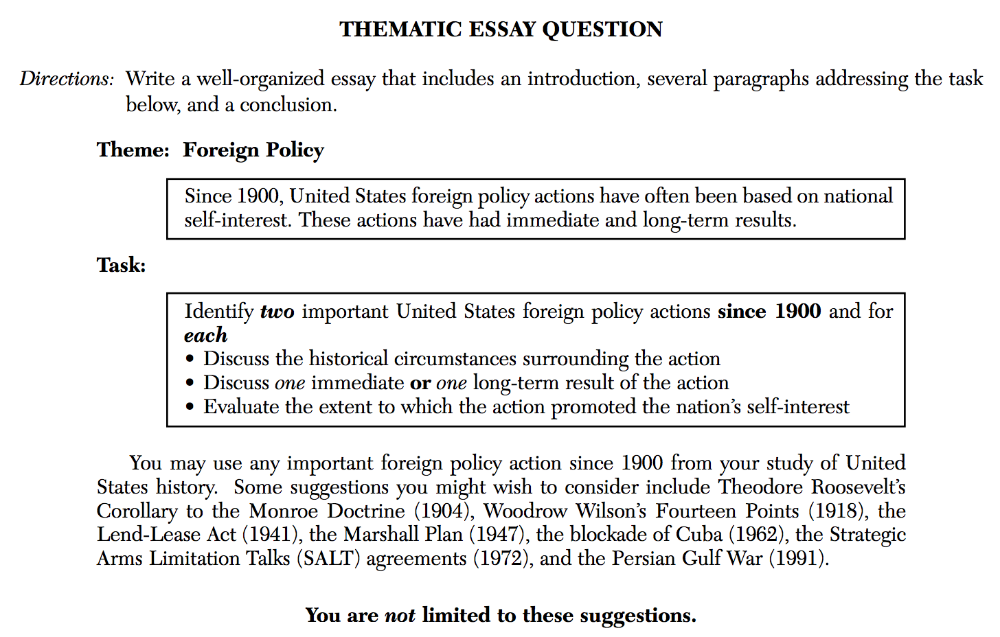 THEMATIC ESSAY QUESTION
Directions: Write a well-organized essay that includes an introduction, several paragraphs addressing the task
below, and a conclusion.
Theme: Foreign Policy
Since 1900, United States foreign policy actions have often been based on national
self-interest. These actions have had immediate and long-term results.
Task:
Identify two important United States foreign policy actions since 1900 and for
each
• Discuss the historical circumstances surrounding the action
• Discuss one immediate or one long-term result of the action
• Evaluate the extent to which the action promoted the nation's self-interest
You may use any important foreign policy action since 1900 from your study of United
States history. Some suggestions you might wish to consider include Theodore Roosevelt's
Corollary to the Monroe Doctrine (1904), Woodrow Wilson's Fourteen Points (1918), the
Lend-Lease Act (1941), the Marshall Plan (1947), the blockade of Cuba (1962), the Strategic
Arms Limitation Talks (SALT) agreements (1972), and the Persian Gulf War (1991).
You are not limited to these suggestions.